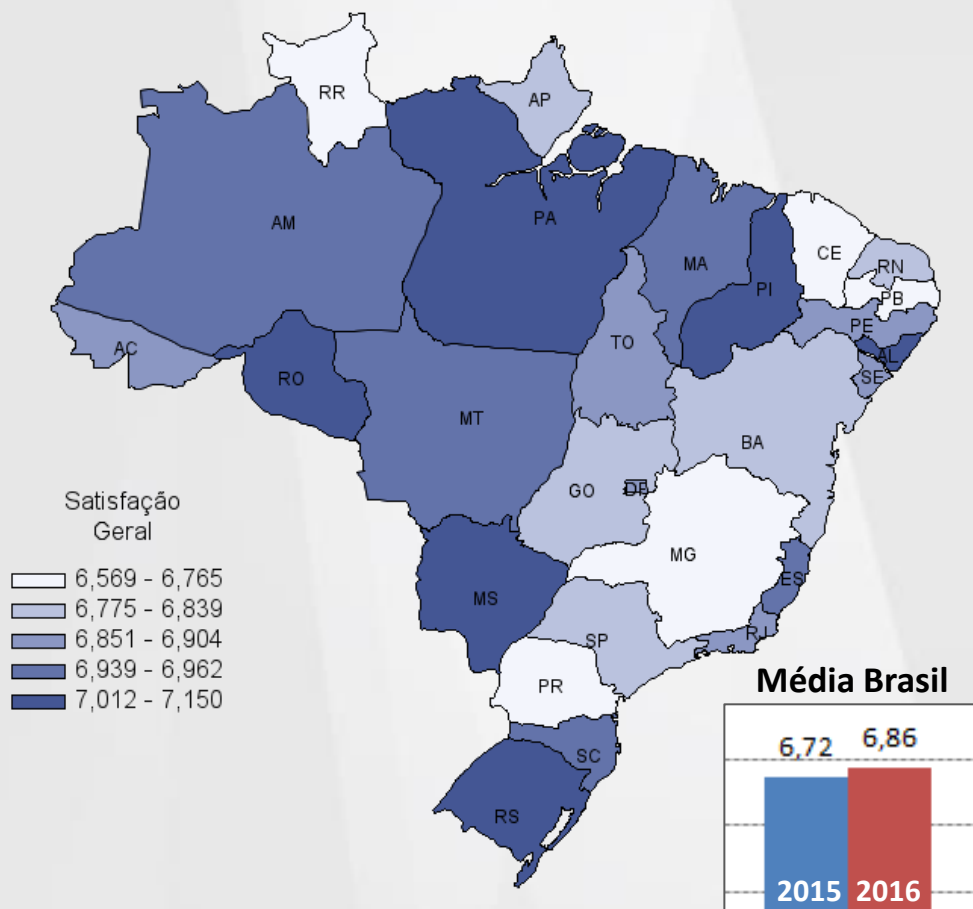 RR
AP
AM
PA
MA
CE
RN
PB
PI
PE
AL
SE
TO
AC
RO
MT
BA
GO
DF
MG
ES
MS
SP
RJ
PR
SC
RS
Satisfação
Geral
6,569 - 6,765
6,775 - 6,839
6,851 - 6,904
6,939 - 6,962
7,012 - 7,150
Média Brasil
6,72 6,86
2015 2016